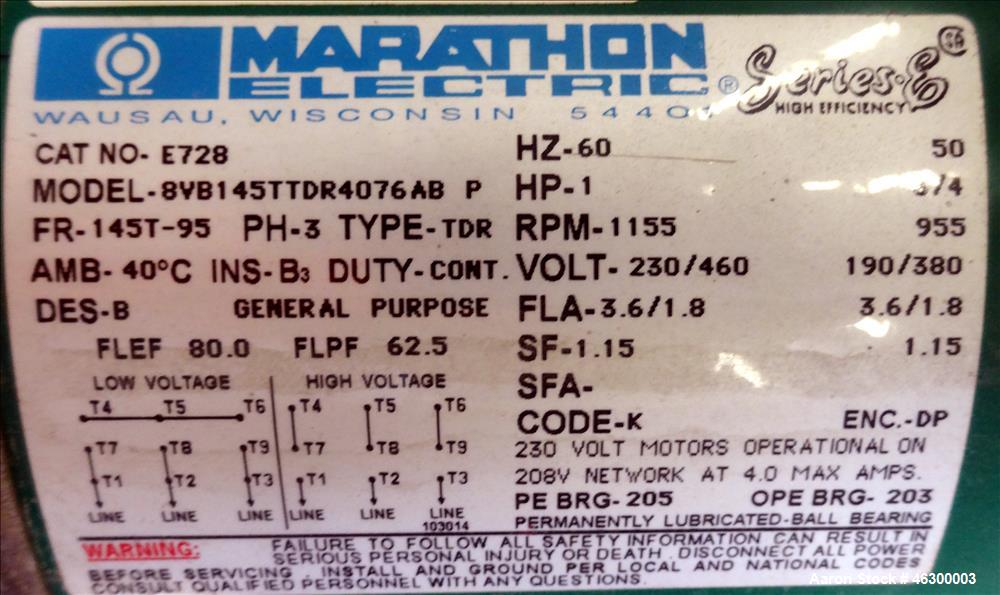 MARATHON
ELECTRIC®
Series-E
HIGH EFFICIENCY
WAUSAU, WISCONSIN 54401
CAT NO- E728
MODEL-8VB145TTDR4076AB P
FR-145T-95 PH-3 TYPE-TDR
AMB- 40°C INS-B3 DUTY-CONT.
DES-B GENERAL PURPOSE
FLEF 80.0 FLPF 62.5
HZ-60 50
HP-1 3/4
RPM-1155 955
VOLT- 230/460 190/380
FLA-3.6/1.8 3.6/1.8
SF-1.15 1.15
SFA-
CODE-K ENC.-DP
230 VOLT MOTORS OPERATIONAL ON
208V NETWORK AT 4.0 MAX AMPS.
PE BRG-205 OPE BRG- 203
PERMANENTLY LUBRICATED-BALL BEARING
LOW VOLTAGE HIGH VOLTAGE
T4 T5 T6 T4 T5 T6
T7 T8 T9 T7 T8 T9
T1 T2 T3 T1 T2 T3
LINE LINE LINE LINE LINE LINE
103014
WARNING: FAILURE TO FOLLOW ALL SAFETY INFORMATION CAN RESULT IN
SERIOUS PERSONAL INJURY OR DEATH. DISCONNECT ALL POWER
BEFORE SERVICING INSTALL AND GROUND PER LOCAL AND NATIONAL CODES
CONSULT QUALIFIED PERSONNEL WITH ANY QUESTIONS.
Aaron Stock # 46300003